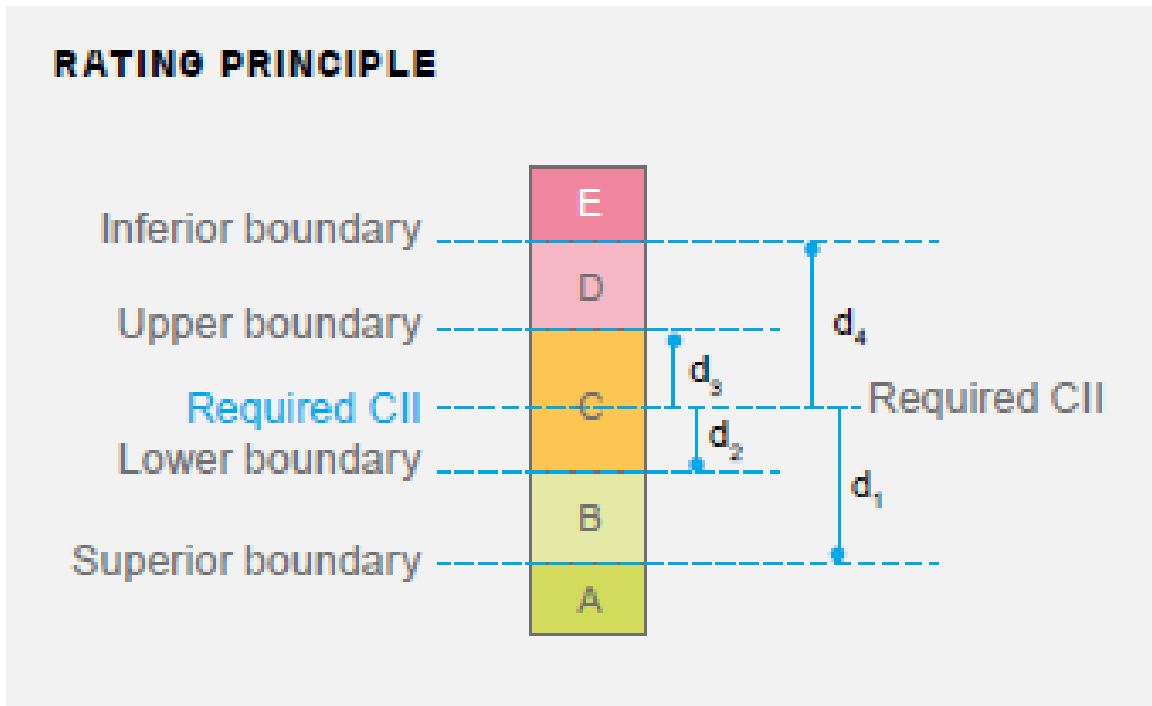 RATING PRINCIPLE
E
Inferior boundary
D
Upper boundary
d₄
d₃
Required CII
C
Required CII
d₂
Lower boundary
d₁
B
Superior boundary
A